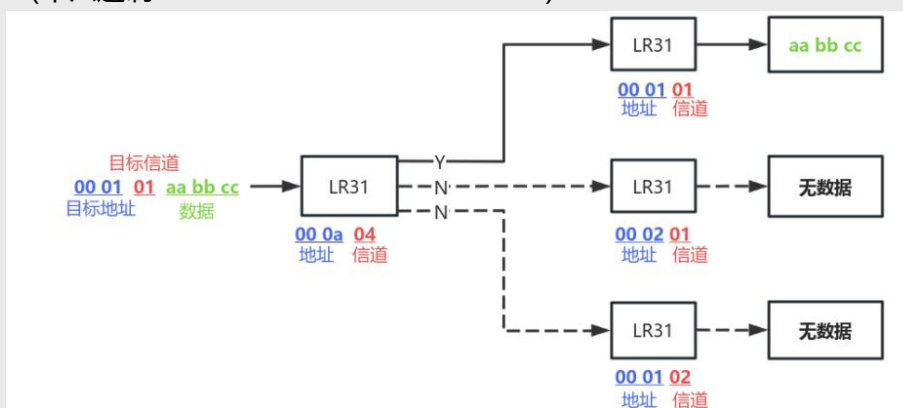 LR31
aa bb cc
00 01 01
地址 信道
目标信道
00 01 01 aa bb cc
目标地址 数据
LR31
00 0a 04
地址 信道
Y
N
N
LR31
无数据
00 02 01
地址 信道
LR31
无数据
00 01 02
地址 信道